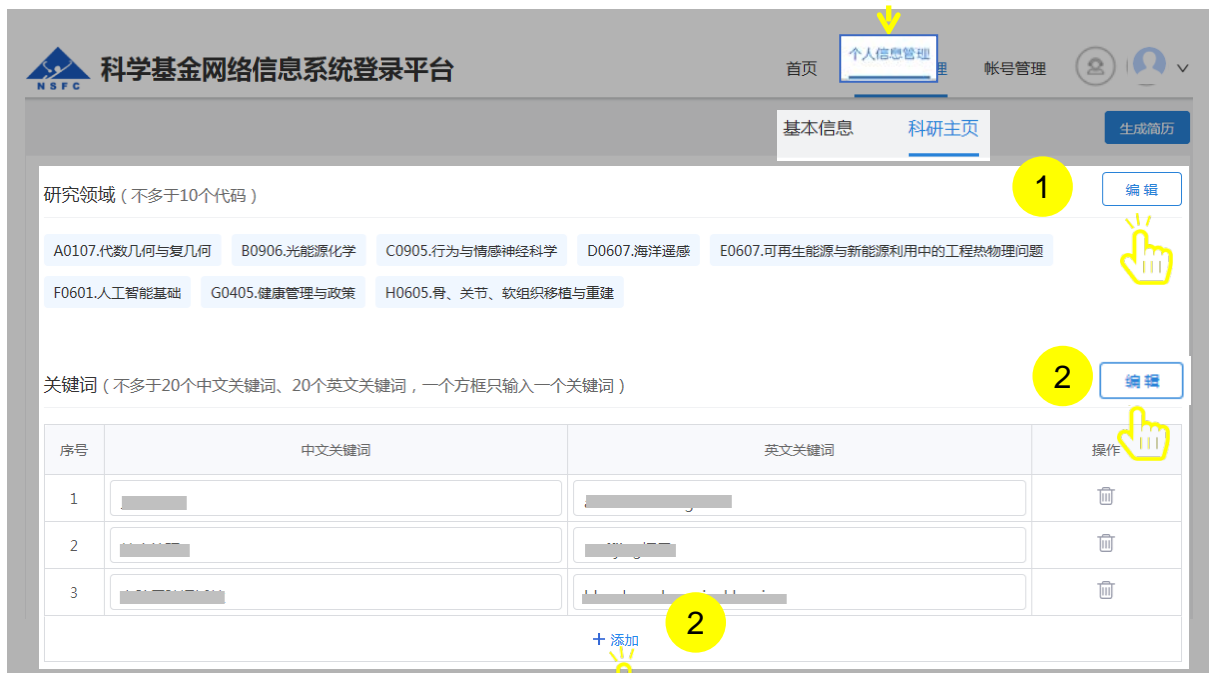 个人信息管理
NSFC
科学基金网络信息系统登录平台
首页
理
帐号管理
基本信息 科研主页
生成简历
研究领域 ( 不多于10个代码 )
1
编 辑
A0107.代数几何与复几何 B0906.光能源化学 C0905.行为与情感神经科学 D0607.海洋遥感 E0607.可再生能源与新能源利用中的工程热物理问题
F0601.人工智能基础 G0405.健康管理与政策 H0605.骨、关节、软组织移植与重建
关键词 ( 不多于20个中文关键词、20个英文关键词 , 一个方框只输入一个关键词 )
2
编 辑
序号 中文关键词 英文关键词 操作
1
2
3
+ 添加
2